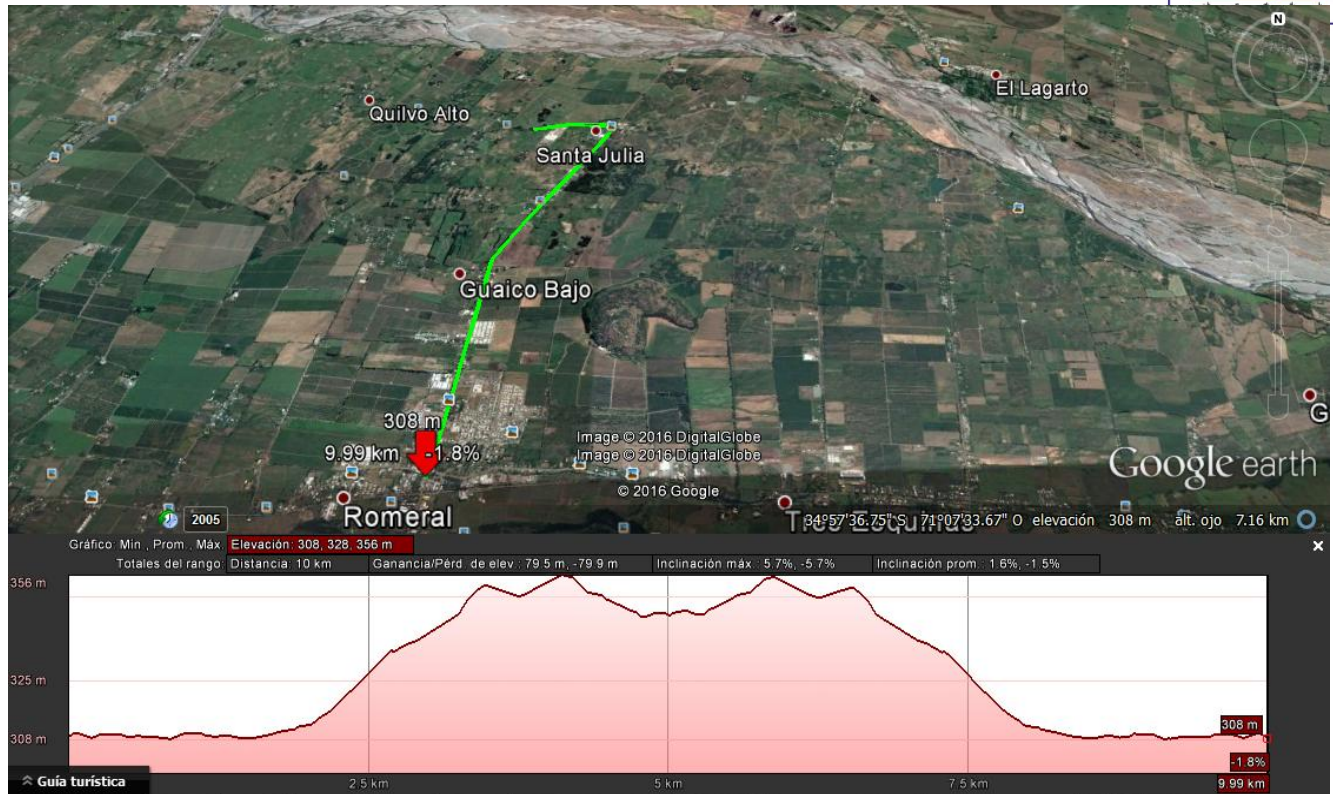 N
El Lagarto
Quilvo Alto
Santa Julia
Guaico Bajo
G
308 m
9.99 km -1.8%
Image © 2016 DigitalGlobe
Image © 2016 DigitalGlobe
Google earth
© 2016 Google
2005
Romeral
Tres Esquinas
34°57'36.75" S 71°07'33.67" O elevación 308 m alt. ojo 7.16 km
Gráfico: Mín., Prom., Máx. Elevación: 308, 328, 356 m
Totales del rango: Distancia: 10 km Ganancia/Pérd. de elev.: 79.5 m, -79.9 m Inclinación máx.: 5.7%, -5.7% Inclinación prom.: 1.6%, -1.5%
356 m
325 m
308 m
308 m
-1.8%
Guía turística
2.5 km 5 km 7.5 km 9.99 km